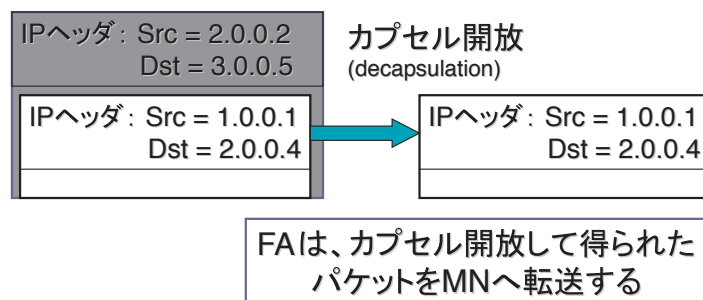 IPヘッダ: Src = 2.0.0.2
Dst = 3.0.0.5
カプセル開放
(decapsulation)
IPヘッダ: Src = 1.0.0.1
Dst = 2.0.0.4
IPヘッダ: Src = 1.0.0.1
Dst = 2.0.0.4
FAは、カプセル開放して得られた
パケットをMNへ転送する